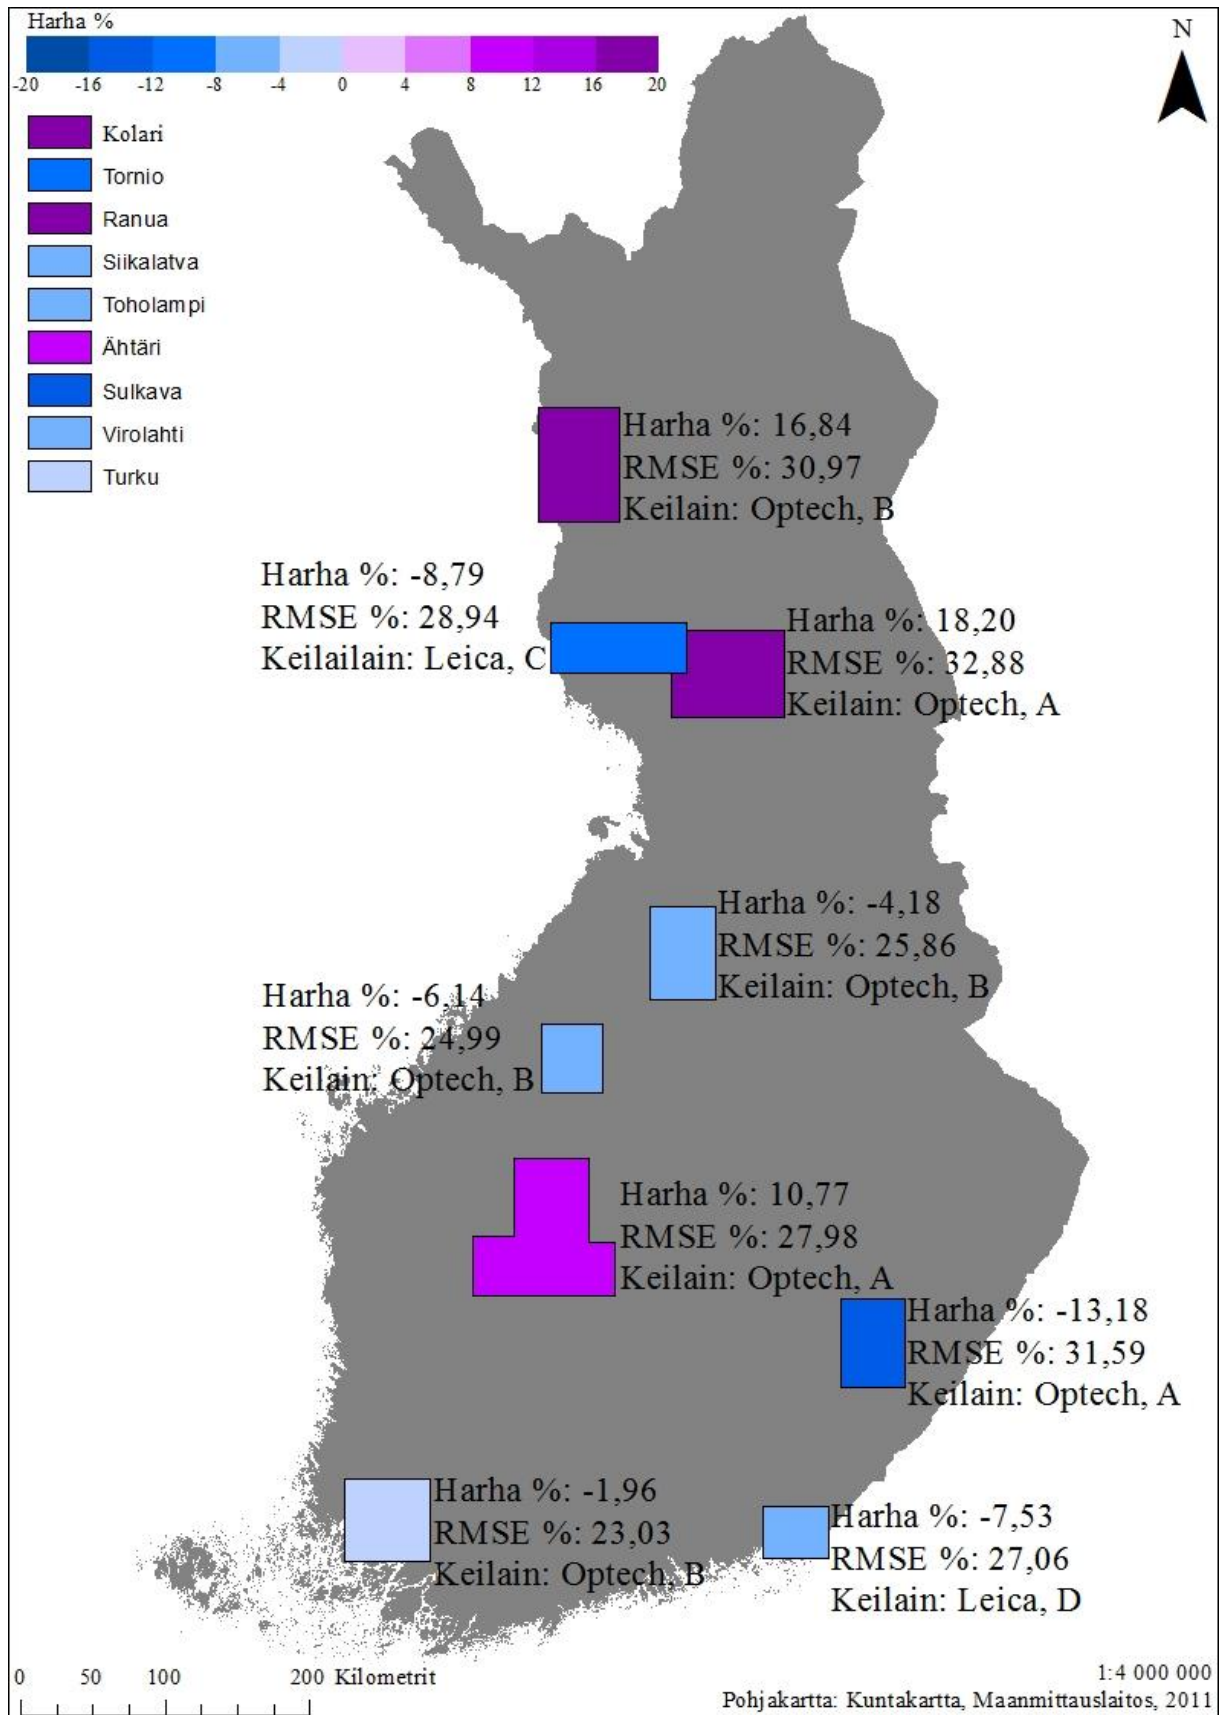 Harha %
N
-20 -16 -12 -8 -4 0 4 8 12 16 20
Kolari
Tornio
Ranua
Siikalatva
Toholampi
Ähtäri
Sulkava
Virolahti
Turku
Harha %: 16,84
RMSE %: 30,97
Keilain: Optech, B
Harha %: -8,79
RMSE %: 28,94
Keilailain: Leica, C
Harha %: 18,20
RMSE %: 32,88
Keilain: Optech, A
Harha %: -4,18
RMSE %: 25,86
Keilain: Optech, B
Harha %: -6,14
RMSE %: 24,99
Keilain: Optech, B
Harha %: 10,77
RMSE %: 27,98
Keilain: Optech, A
Harha %: -13,18
RMSE %: 31,59
Keilain: Optech, A
Harha %: -1,96
RMSE %: 23,03
Keilain: Optech, B
Harha %: -7,53
RMSE %: 27,06
Keilain: Leica, D
0 50 100 200 Kilometrit
1:4 000 000
Pohjakartta: Kuntakartta, Maanmittauslaitos, 2011